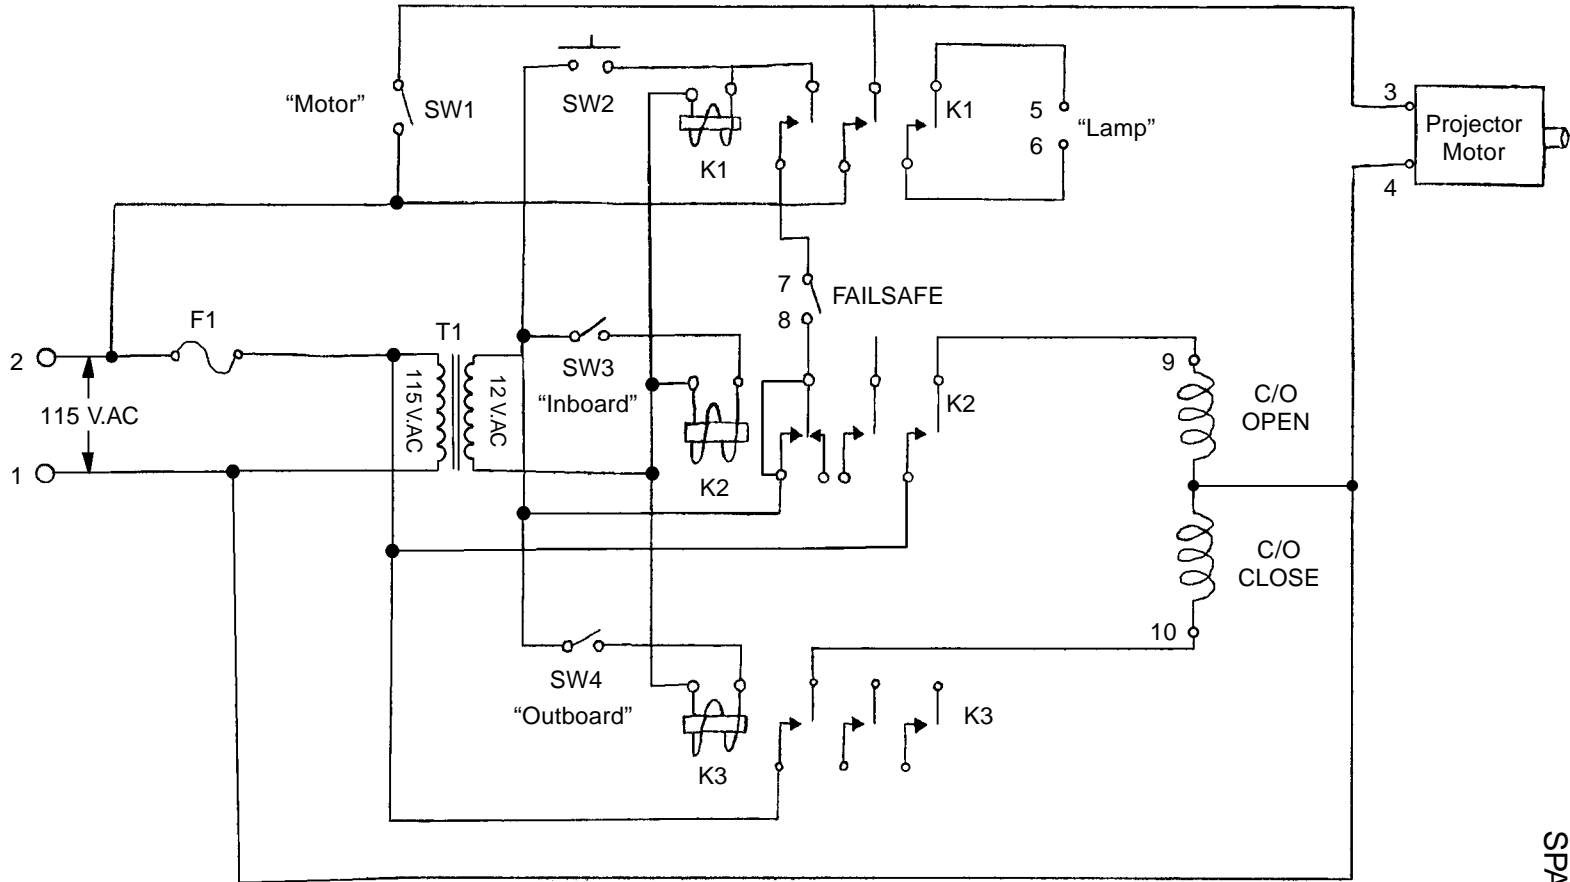 “Motor”
SW1
SW2
K1
K1
5
6
“Lamp”
3
Projector
Motor
4
7
8
FAILSAFE
F1
T1
2
115 V.AC
1
115 V.AC
12 V.AC
SW3
“Inboard”
K2
K2
9
C/O
OPEN
C/O
CLOSE
10
SW4
“Outboard”
K3
K3
SPA